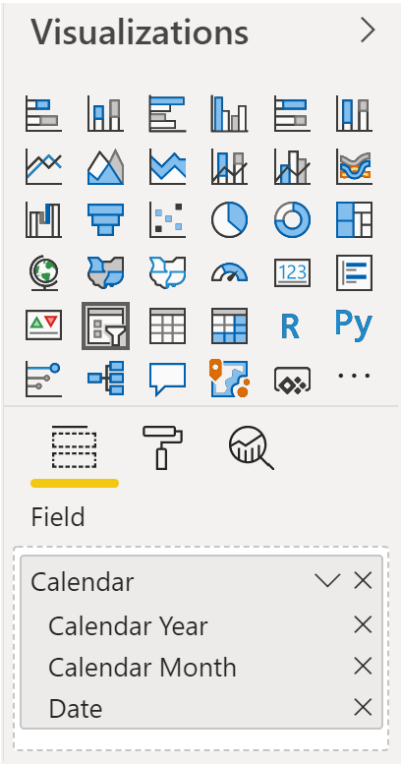 Visualizations
123
R
Py
Field
Calendar
Calendar Year
Calendar Month
Date